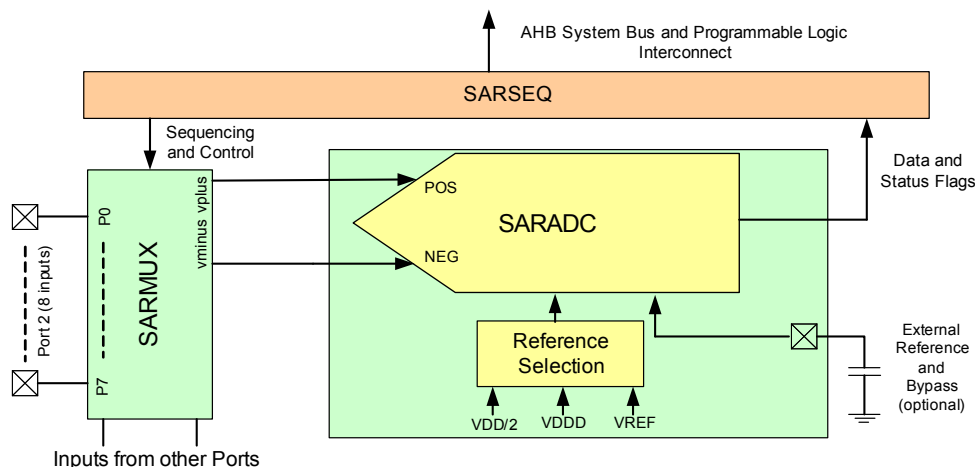 AHB System Bus and Programmable Logic
Interconnect
SARSEQ
Sequencing
and Control
Data and
Status Flags
vminus vplus
POS
P0
SARADC
NEG
Port 2 (8 inputs)
SARMUX
P7
Reference
Selection
External
Reference
and
Bypass
(optional)
VDD/2
VDDD
VREF
Inputs from other Ports